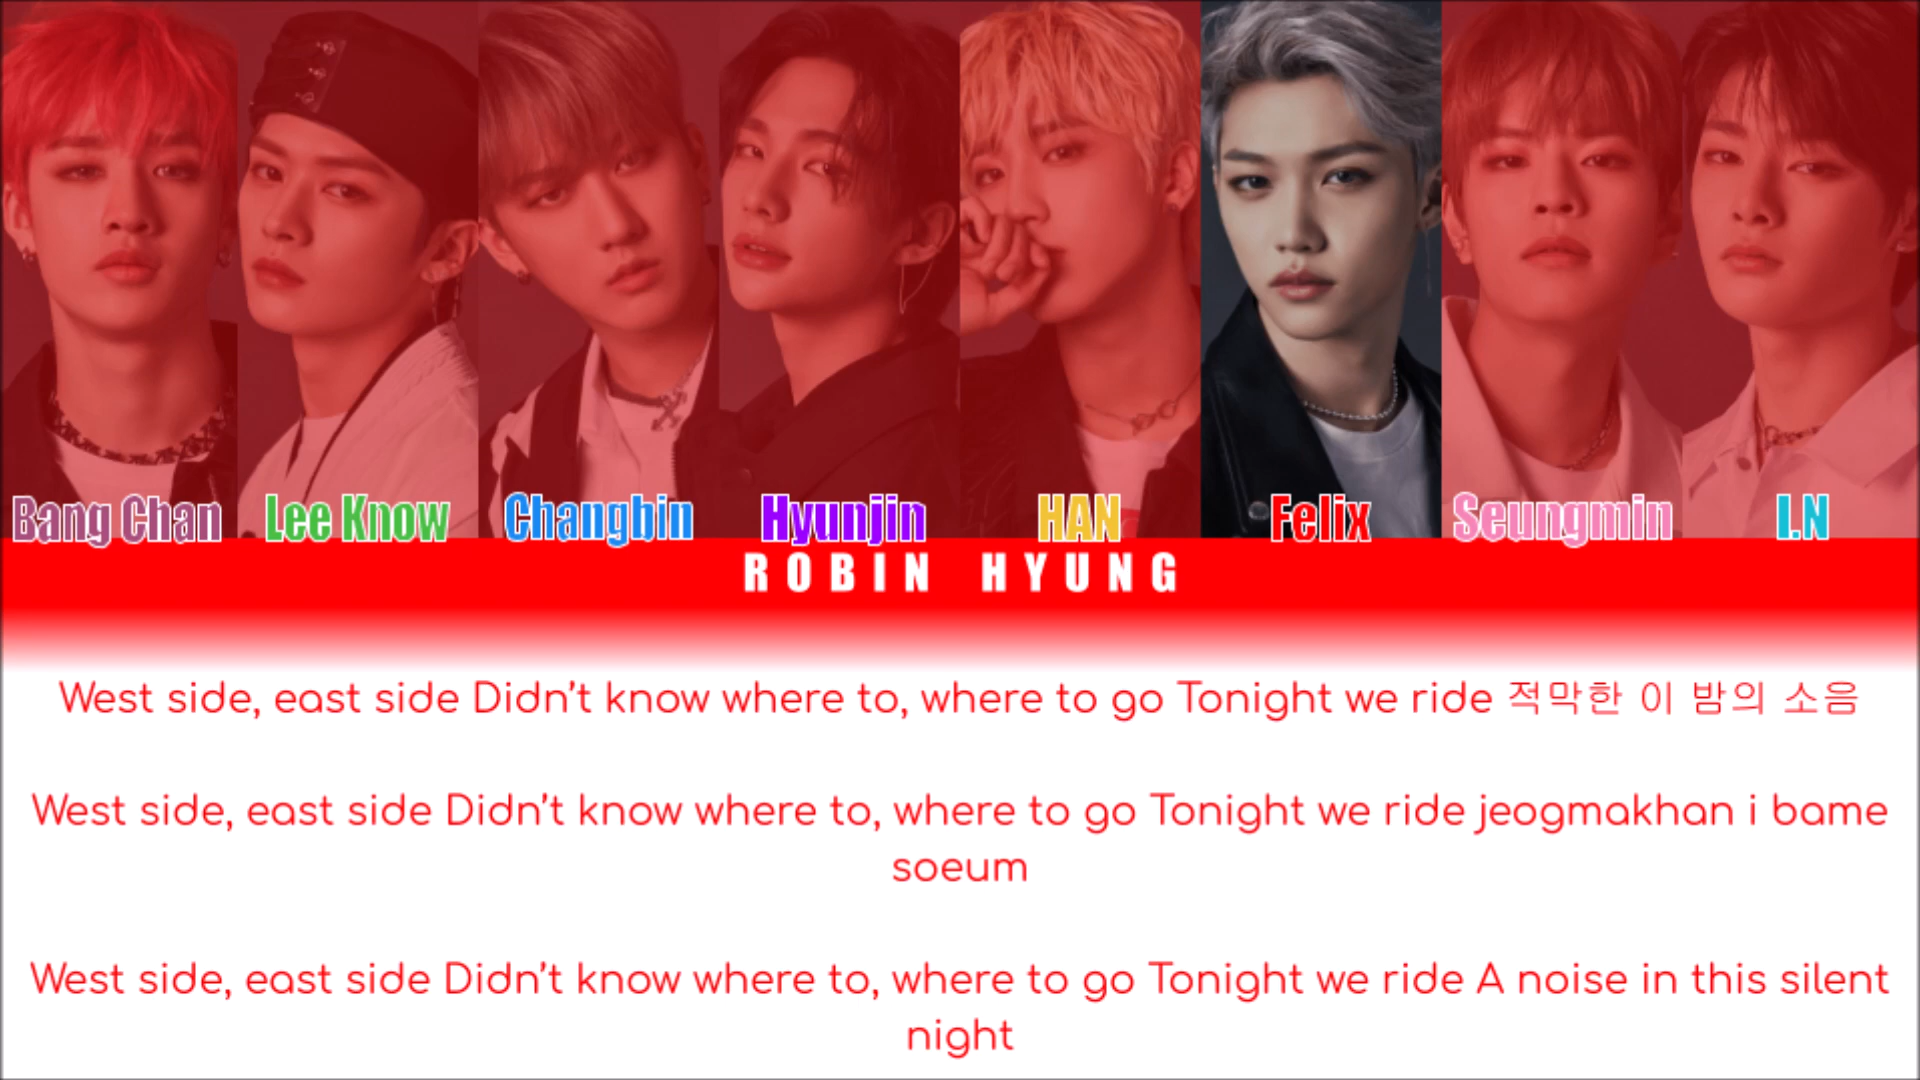 Bang Chan Lee Know Changbin Hyunjin HAN Felix Seungmin I.N
ROBIN HYUNG
West side, east side Didn't know where to, where to go Tonight we ride 적막한 이 밤의 소음
West side, east side Didn't know where to, where to go Tonight we ride jeogmakhan i bame
soeum
West side, east side Didn't know where to, where to go Tonight we ride A noise in this silent
night